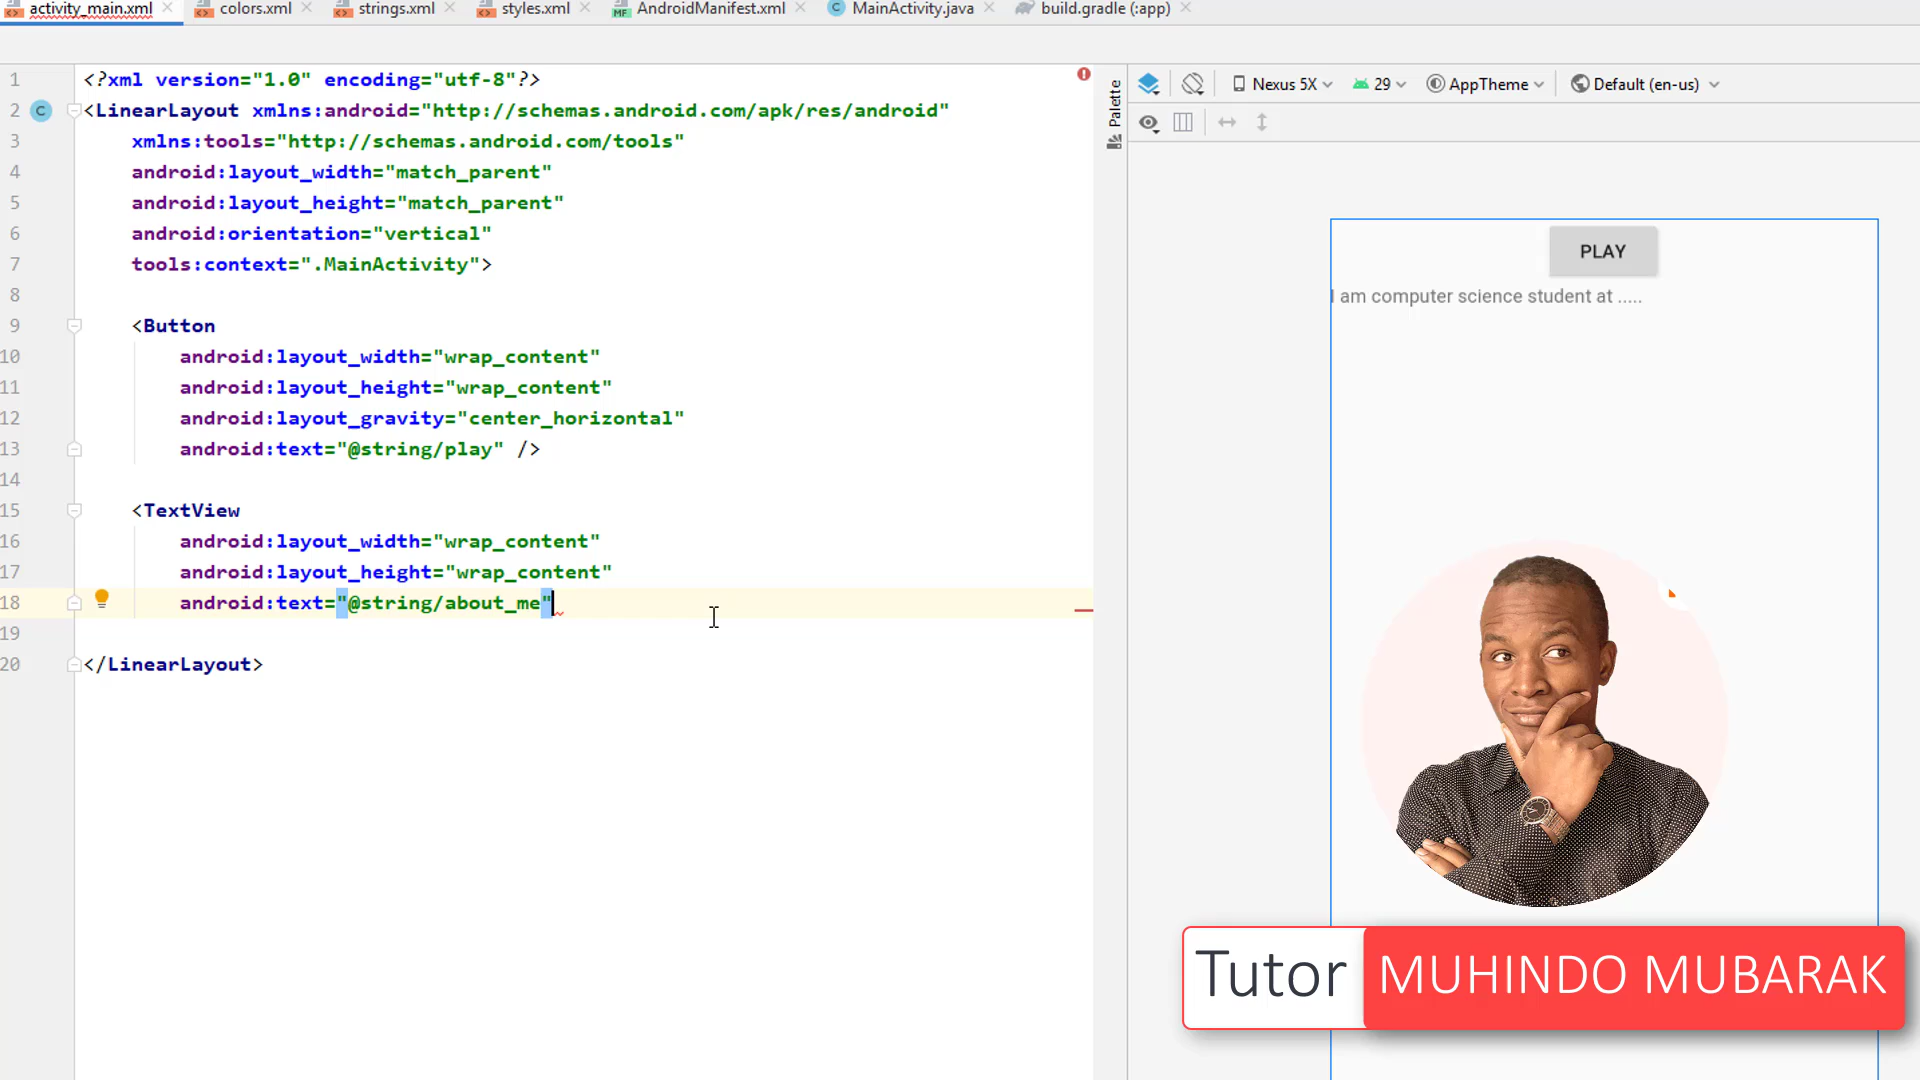 activity_main.xml colors.xml strings.xml styles.xml MF AndroidManifest.xml C MainActivity.java build.gradle (:app)
Palette
Nexus 5X 29 AppTheme Default (en-us)
1 <?xml version="1.0" encoding="utf-8"?>
2 C <LinearLayout xmlns:android="http://schemas.android.com/apk/res/android"
3 xmlns:tools="http://schemas.android.com/tools"
4 android:layout_width="match_parent"
5 android:layout_height="match_parent"
6 android:orientation="vertical"
7 tools:context=".MainActivity">
8
9 <Button
10 android:layout_width="wrap_content"
11 android:layout_height="wrap_content"
12 android:layout_gravity="center_horizontal"
13 android:text="@string/play" />
14
15 <TextView
16 android:layout_width="wrap_content"
17 android:layout_height="wrap_content"
18 android:text="@string/about_me"
19
20 </LinearLayout>
PLAY
I am computer science student at .....
Tutor MUHINDO MUBARAK